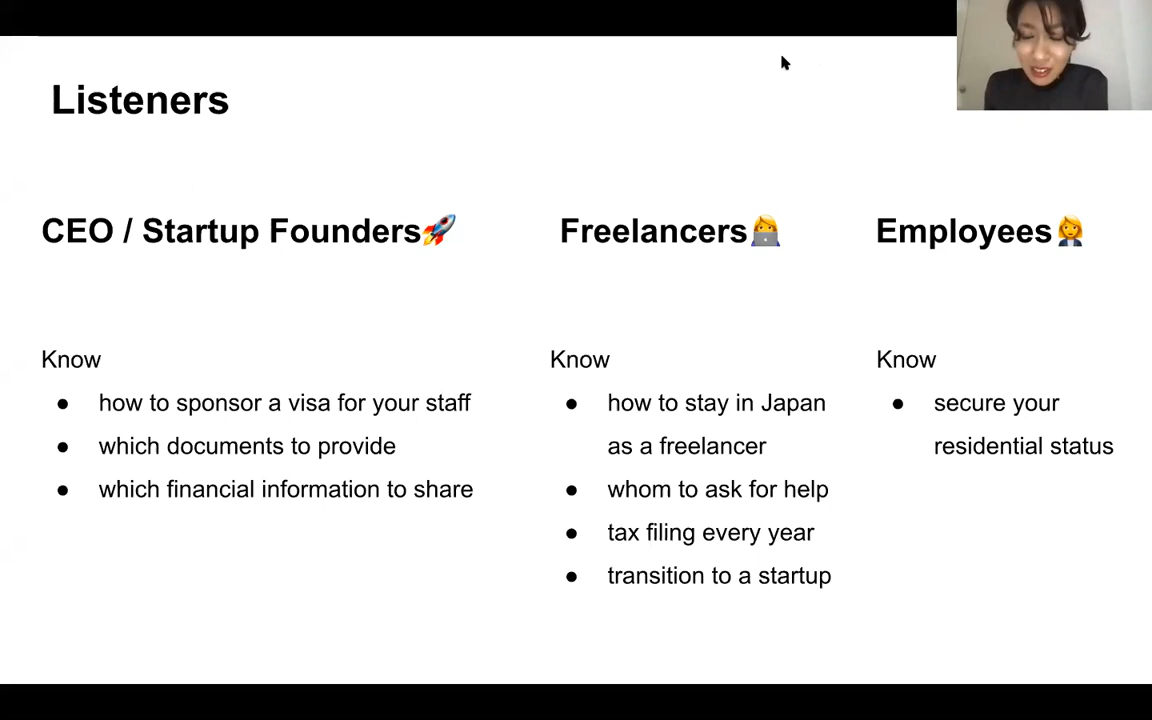 Listeners
CEO / Startup Founders🚀
Know
● how to sponsor a visa for your staff
● which documents to provide
● which financial information to share
Freelancers👩‍💻
Know
● how to stay in Japan
as a freelancer
● whom to ask for help
● tax filing every year
● transition to a startup
Employees👩‍💼
Know
● secure your
residential status